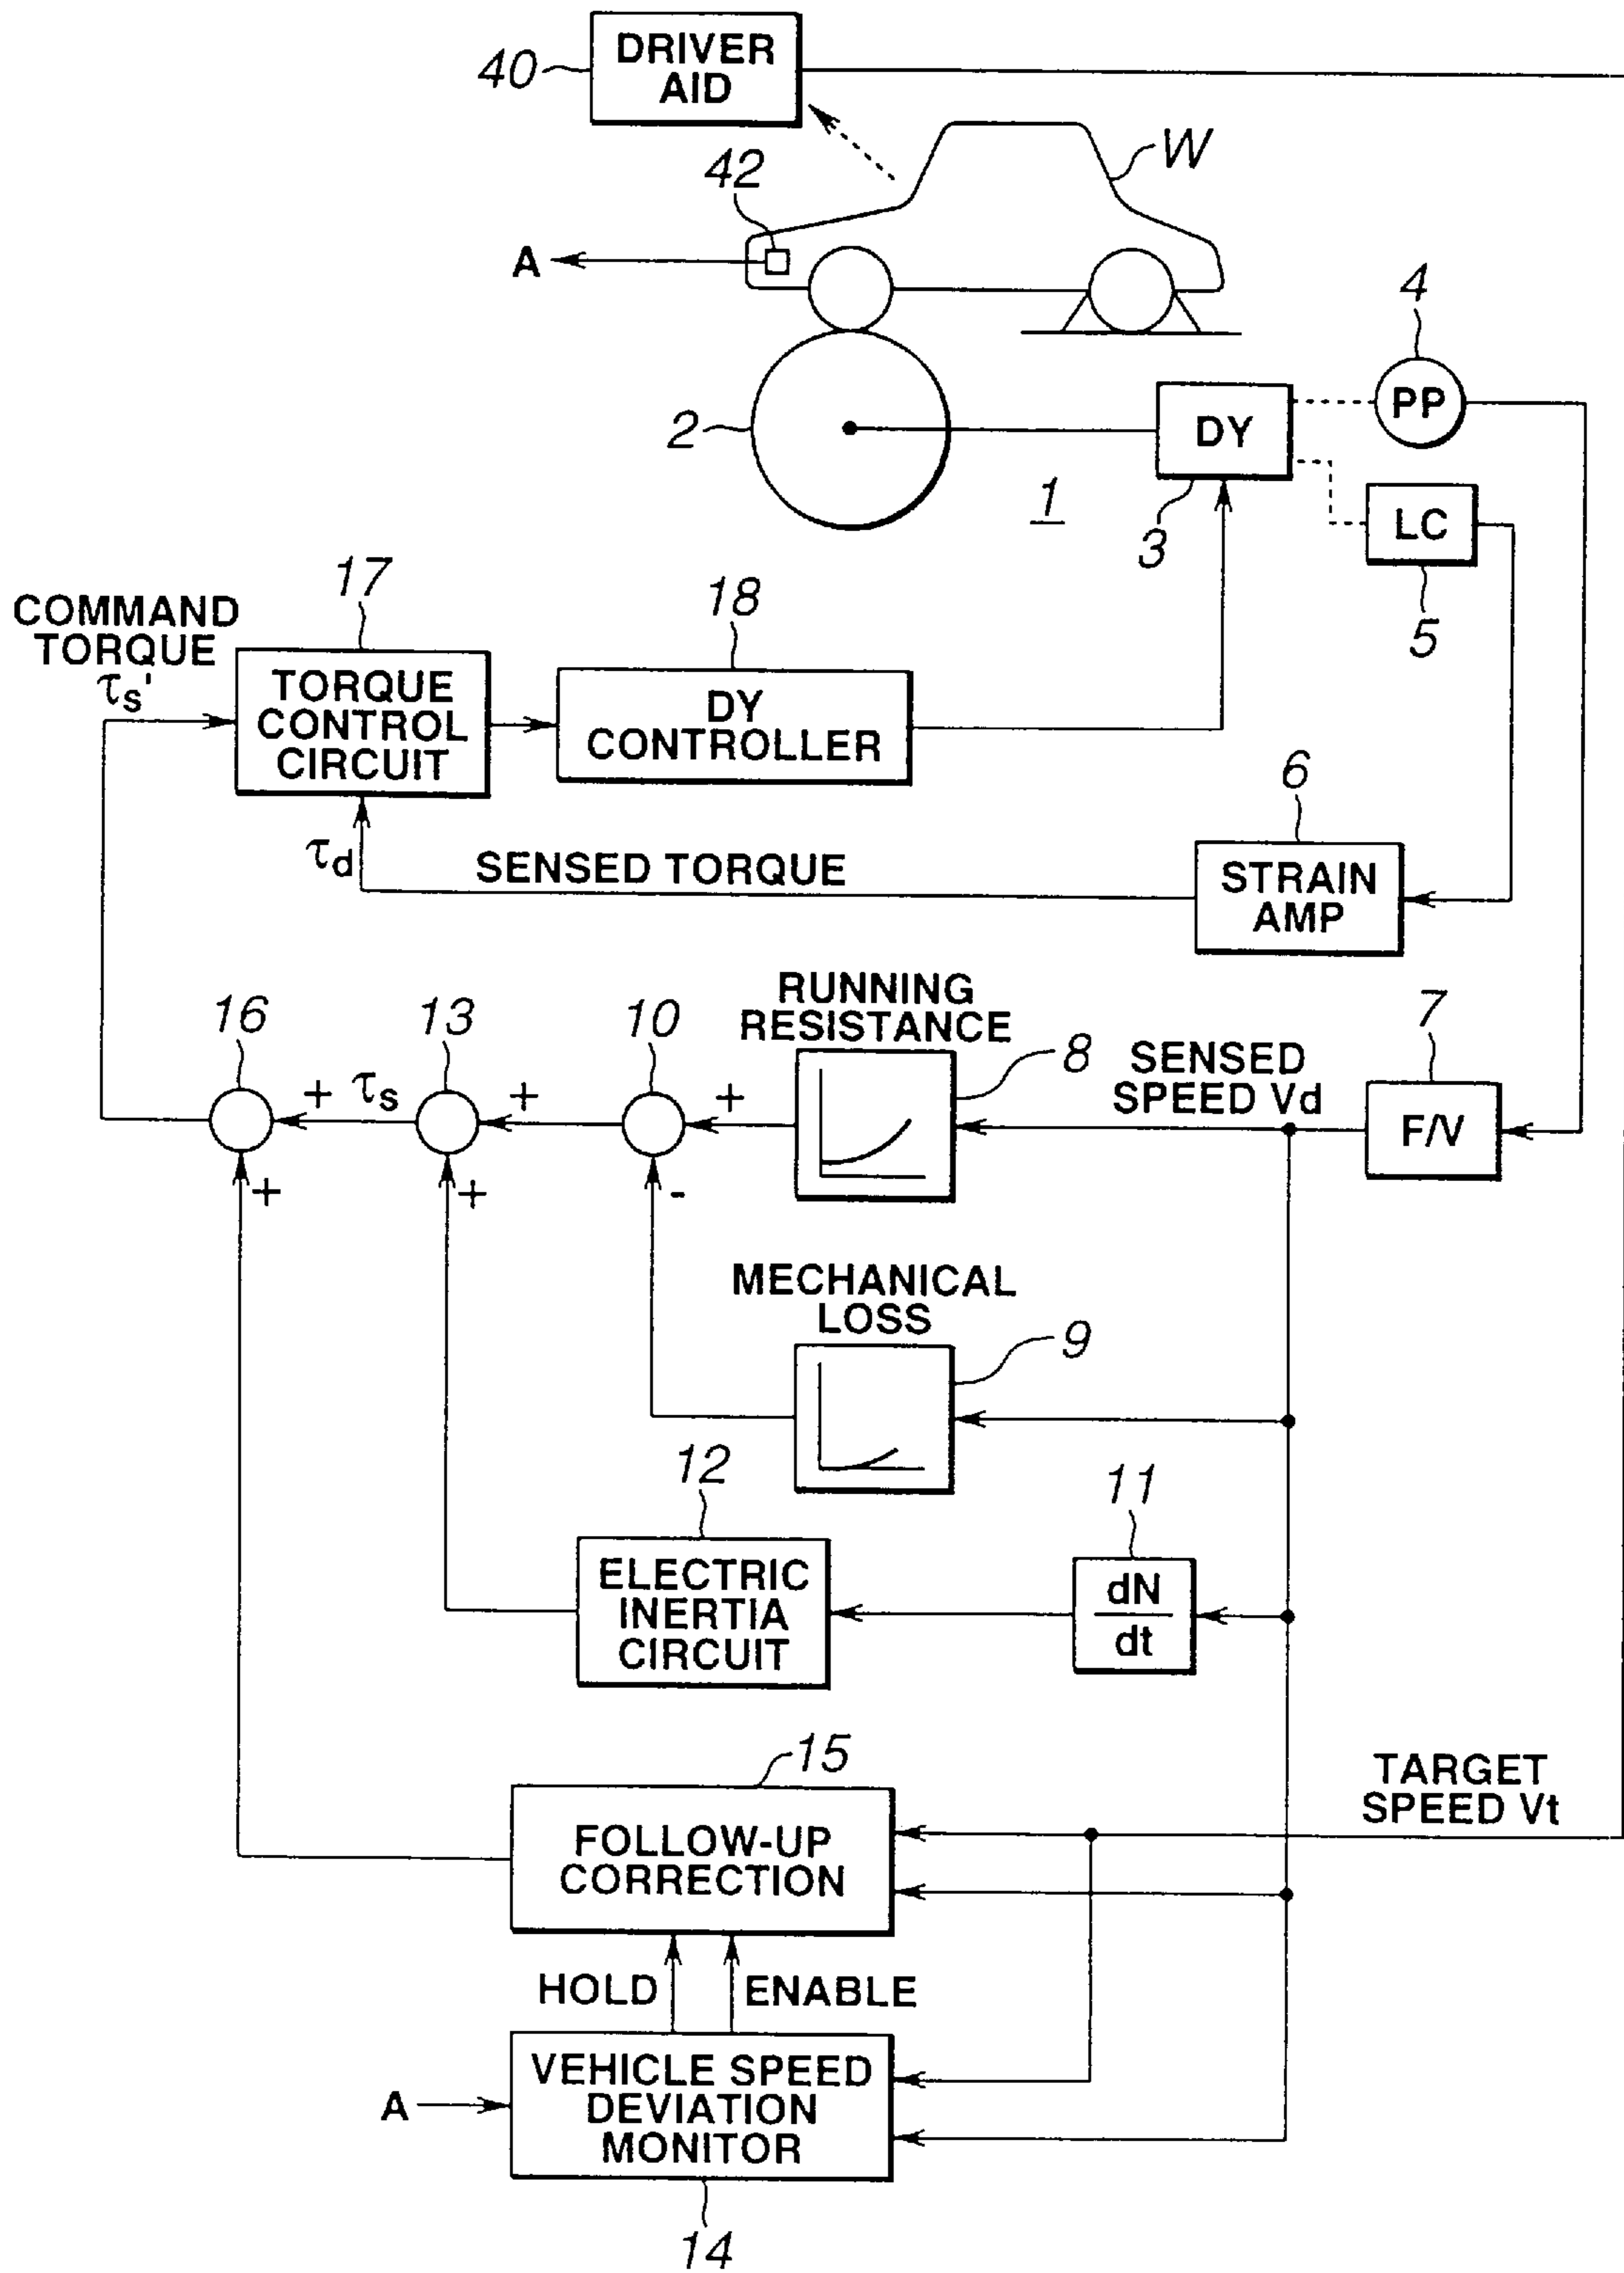 40
DRIVER
AID
W
42
A
4
PP
2
DY
1
3
LC
5
17
COMMAND
TORQUE
τs'
18
TORQUE
CONTROL
CIRCUIT
DY
CONTROLLER
6
τd
SENSED TORQUE
STRAIN
AMP
RUNNING
RESISTANCE
16
13
10
8
SENSED
SPEED Vd
7
+
τs
+
+
F/V
+
+
-
MECHANICAL
LOSS
9
12
11
ELECTRIC
INERTIA
CIRCUIT
dN
dt
15
TARGET
SPEED Vt
FOLLOW-UP
CORRECTION
HOLD
ENABLE
VEHICLE SPEED
DEVIATION
MONITOR
A
14